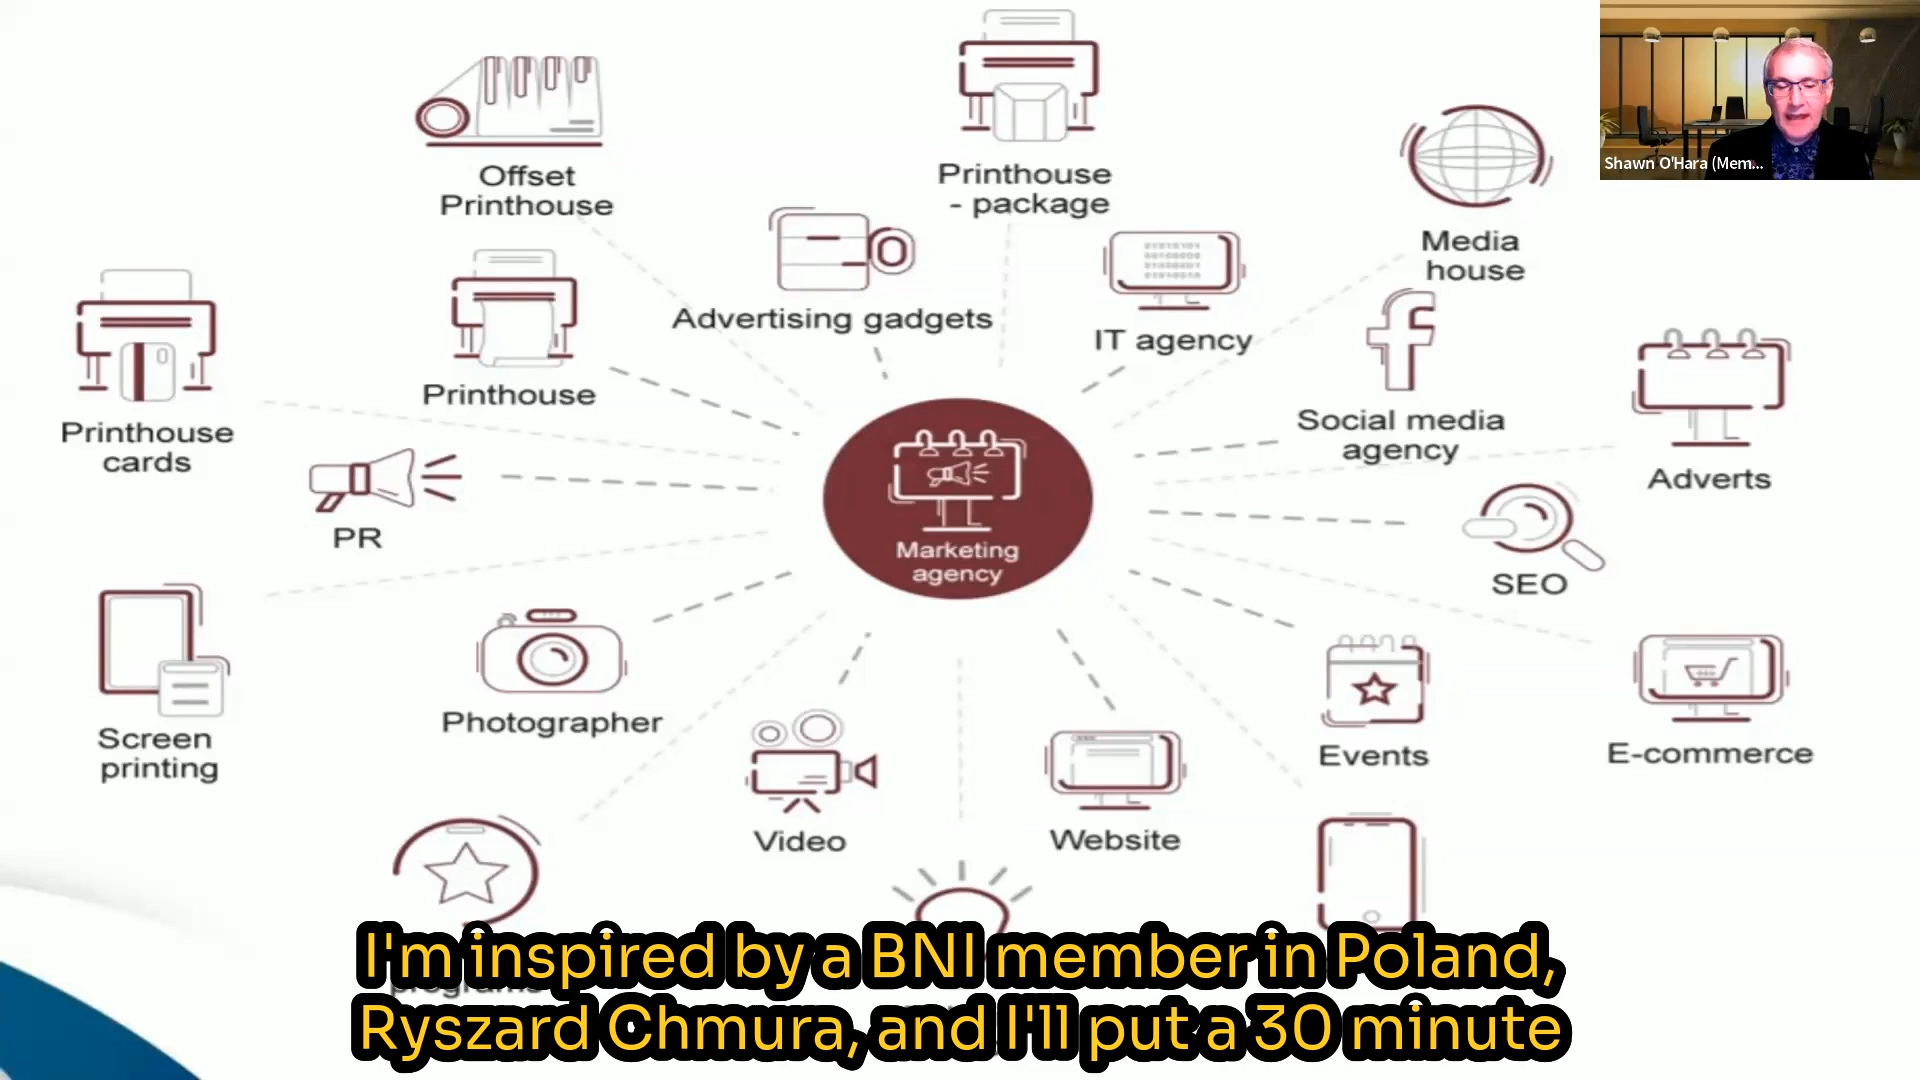 Offset
Printhouse
Printhouse
- package
Media
house
Advertising gadgets
IT agency
Social media
agency
Adverts
Printhouse
cards
Printhouse
PR
Marketing
agency
SEO
Screen
printing
Photographer
Video
Website
Events
E-commerce
programs
Shawn O'Hara (Mem...
I'm inspired by a BNI member in Poland,
Ryszard Chmura, and I'll put a 30 minute